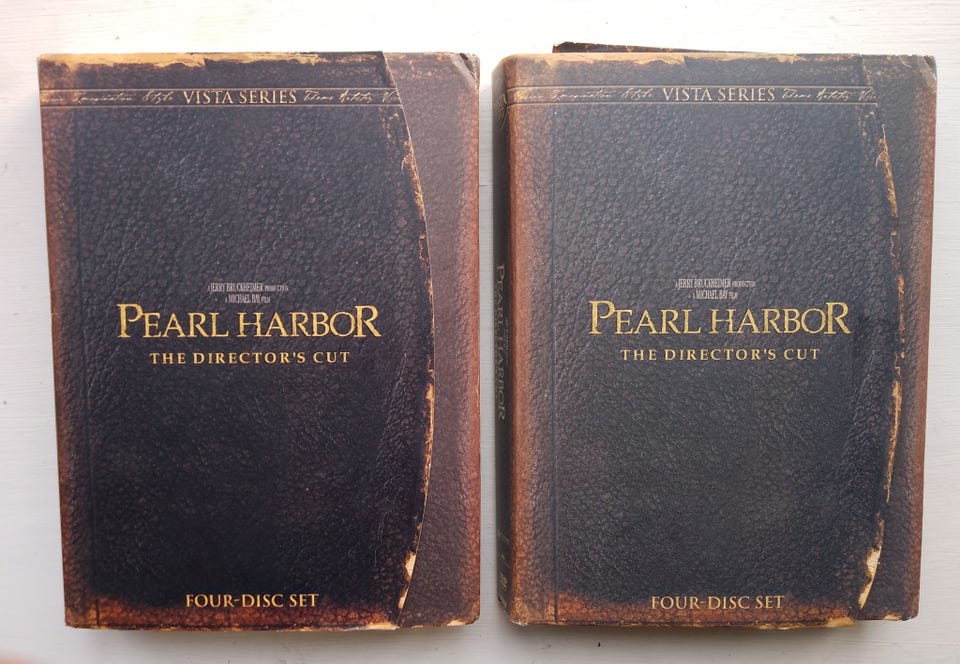 VISTA SERIES
A JERRY BRUCKHEIMER PRODUCTION
A MICHAEL BAY FILM
PEARL HARBOR
THE DIRECTOR'S CUT
FOUR-DISC SET
VISTA SERIES
A JERRY BRUCKHEIMER PRODUCTION
A MICHAEL BAY FILM
PEARL HARBOR
THE DIRECTOR'S CUT
FOUR-DISC SET
PEARL HARBOR